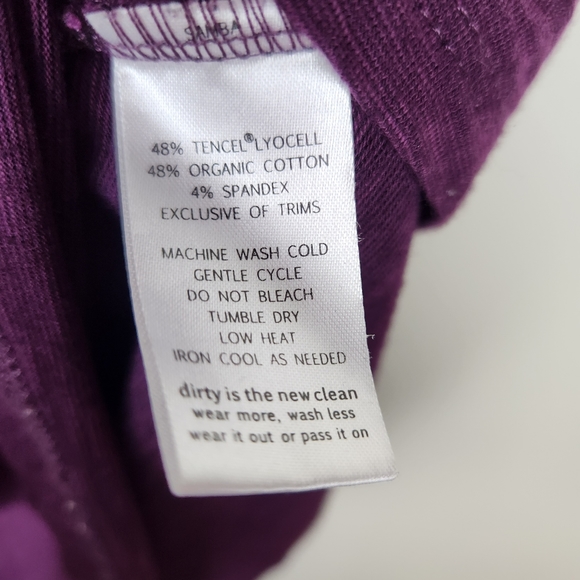 SAMBA
48% TENCEL®LYOCELL
48% ORGANIC COTTON
4% SPANDEX
EXCLUSIVE OF TRIMS
MACHINE WASH COLD
GENTLE CYCLE
DO NOT BLEACH
TUMBLE DRY
LOW HEAT
IRON COOL AS NEEDED
dirty is the new clean
wear more, wash less
wear it out or pass it on